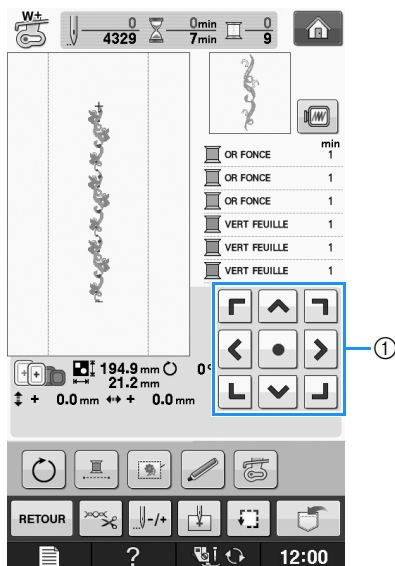 W±
0 0min 0
4329 7min 9
min
OR FONCE 1
OR FONCE 1
OR FONCE 1
VERT FEUILLE 1
VERT FEUILLE 1
VERT FEUILLE 1
①
194.9 mm 0°
21.2 mm
+ 0.0 mm + 0.0 mm
RETOUR -/+
? 12:00